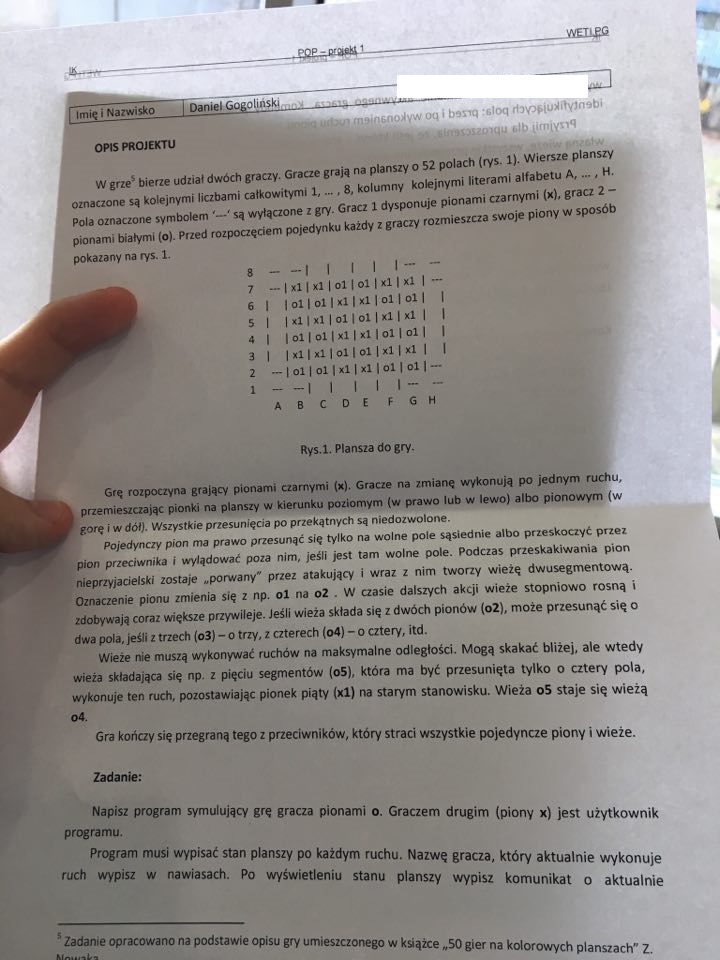 JK POP – projekt 1 WETI PG
Imię i Nazwisko Daniel Gogoliński
OPIS PROJEKTU
W grze⁵ bierze udział dwóch graczy. Gracze grają na planszy o 52 polach (rys. 1). Wiersze planszy
oznaczone są kolejnymi liczbami całkowitymi 1, ... , 8, kolumny kolejnymi literami alfabetu A, ... , H.
Pola oznaczone symbolem '---' są wyłączone z gry. Gracz 1 dysponuje pionami czarnymi (x), gracz 2 –
pionami białymi (o). Przed rozpoczęciem pojedynku każdy z graczy rozmieszcza swoje piony w sposób
pokazany na rys. 1.
8 --- ---| | | | | --- ---
7 --- | x1 | x1 | o1 | o1 | x1 | x1 | ---
6 | | o1 | o1 | x1 | x1 | o1 | o1 | |
5 | | x1 | x1 | o1 | o1 | x1 | x1 | |
4 | | o1 | o1 | x1 | x1 | o1 | o1 | |
3 | | x1 | x1 | o1 | o1 | x1 | x1 | |
2 --- | o1 | o1 | x1 | x1 | o1 | o1 | ---
1 --- ---| | | | | --- ---
A B C D E F G H
Rys.1. Plansza do gry.
Grę rozpoczyna grający pionami czarnymi (x). Gracze na zmianę wykonują po jednym ruchu,
przemieszczając pionki na planszy w kierunku poziomym (w prawo lub w lewo) albo pionowym (w
gorę i w dół). Wszystkie przesunięcia po przekątnych są niedozwolone.
Pojedynczy pion ma prawo przesunąć się tylko na wolne pole sąsiednie albo przeskoczyć przez
pion przeciwnika i wylądować poza nim, jeśli jest tam wolne pole. Podczas przeskakiwania pion
nieprzyjacielski zostaje „porwany" przez atakujący i wraz z nim tworzy wieżę dwusegmentową.
Oznaczenie pionu zmienia się z np. o1 na o2 . W czasie dalszych akcji wieże stopniowo rosną i
zdobywają coraz większe przywileje. Jeśli wieża składa się z dwóch pionów (o2), może przesunąć się o
dwa pola, jeśli z trzech (o3) – o trzy, z czterech (o4) – o cztery, itd.
Wieże nie muszą wykonywać ruchów na maksymalne odległości. Mogą skakać bliżej, ale wtedy
wieża składająca się np. z pięciu segmentów (o5), która ma być przesunięta tylko o cztery pola,
wykonuje ten ruch, pozostawiając pionek piąty (x1) na starym stanowisku. Wieża o5 staje się wieżą
o4.
Gra kończy się przegraną tego z przeciwników, który straci wszystkie pojedyncze piony i wieże.
Zadanie:
Napisz program symulujący grę gracza pionami o. Graczem drugim (piony x) jest użytkownik
programu.
Program musi wypisać stan planszy po każdym ruchu. Nazwę gracza, który aktualnie wykonuje
ruch wypisz w nawiasach. Po wyświetleniu stanu planszy wypisz komunikat o aktualnie
⁵ Zadanie opracowano na podstawie opisu gry umieszczonego w książce „50 gier na kolorowych planszach" Z.
Nowaka